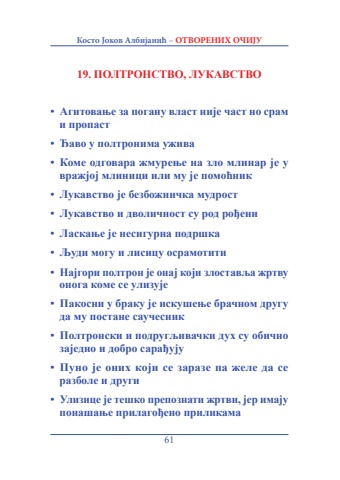 Косто Јоков Албијанић – ОТВОРЕНИХ ОЧИЈУ
19. ПОЛТРОНСТВО, ЛУКАВСТВО
• Агитовање за погану власт није част но срам
и пропаст
• Ђаво у полтронима ужива
• Коме одговара жмурење на зло млинар је у
вражјој млиници или му је помоћник
• Лукавство је безбожничка мудрост
• Лукавство и дволичност су род рођени
• Ласкање је несигурна подршка
• Људи могу и лисицу осрамотити
• Најгори полтрон је онај који злоставља жртву
онога коме се улизује
• Пакосни у браку је искушење брачном другу
да му постане саучесник
• Полтронски и подругљивачки дух су обично
заједно и добро сарађују
• Пуно је оних који се заразе па желе да се
разболе и други
• Улизице је тешко препознати жртви, јер имају
понашање прилагођено приликама
61